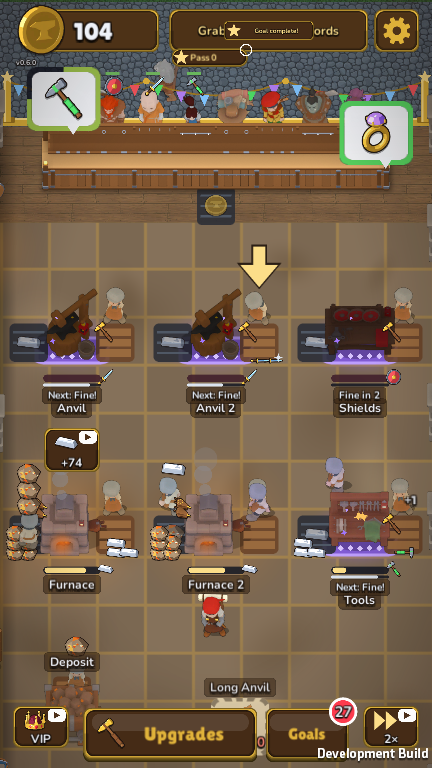 104
Grab
ords
Goal complete!
Pass 0
v0.6.0
Next: Fine!
Anvil
Next: Fine!
Anvil 2
Fine in 2
Shields
+74
+1
Furnace
Furnace 2
Next: Fine!
Tools
Deposit
Long Anvil
VIP
Upgrades
Goals
27
2×
Development Build